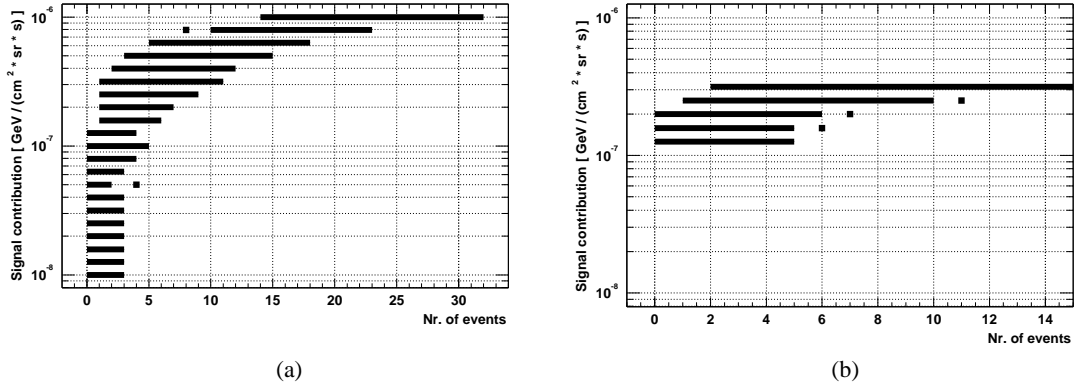 Signal contribution [ GeV / (cm 2 * sr * s) ]
10-6
10-7
10-8
0 5 10 15 20 25 30
Nr. of events
(a)
Signal contribution [ GeV / (cm 2 * sr * s) ]
10-6
10-7
10-8
0 2 4 6 8 10 12 14
Nr. of events
(b)